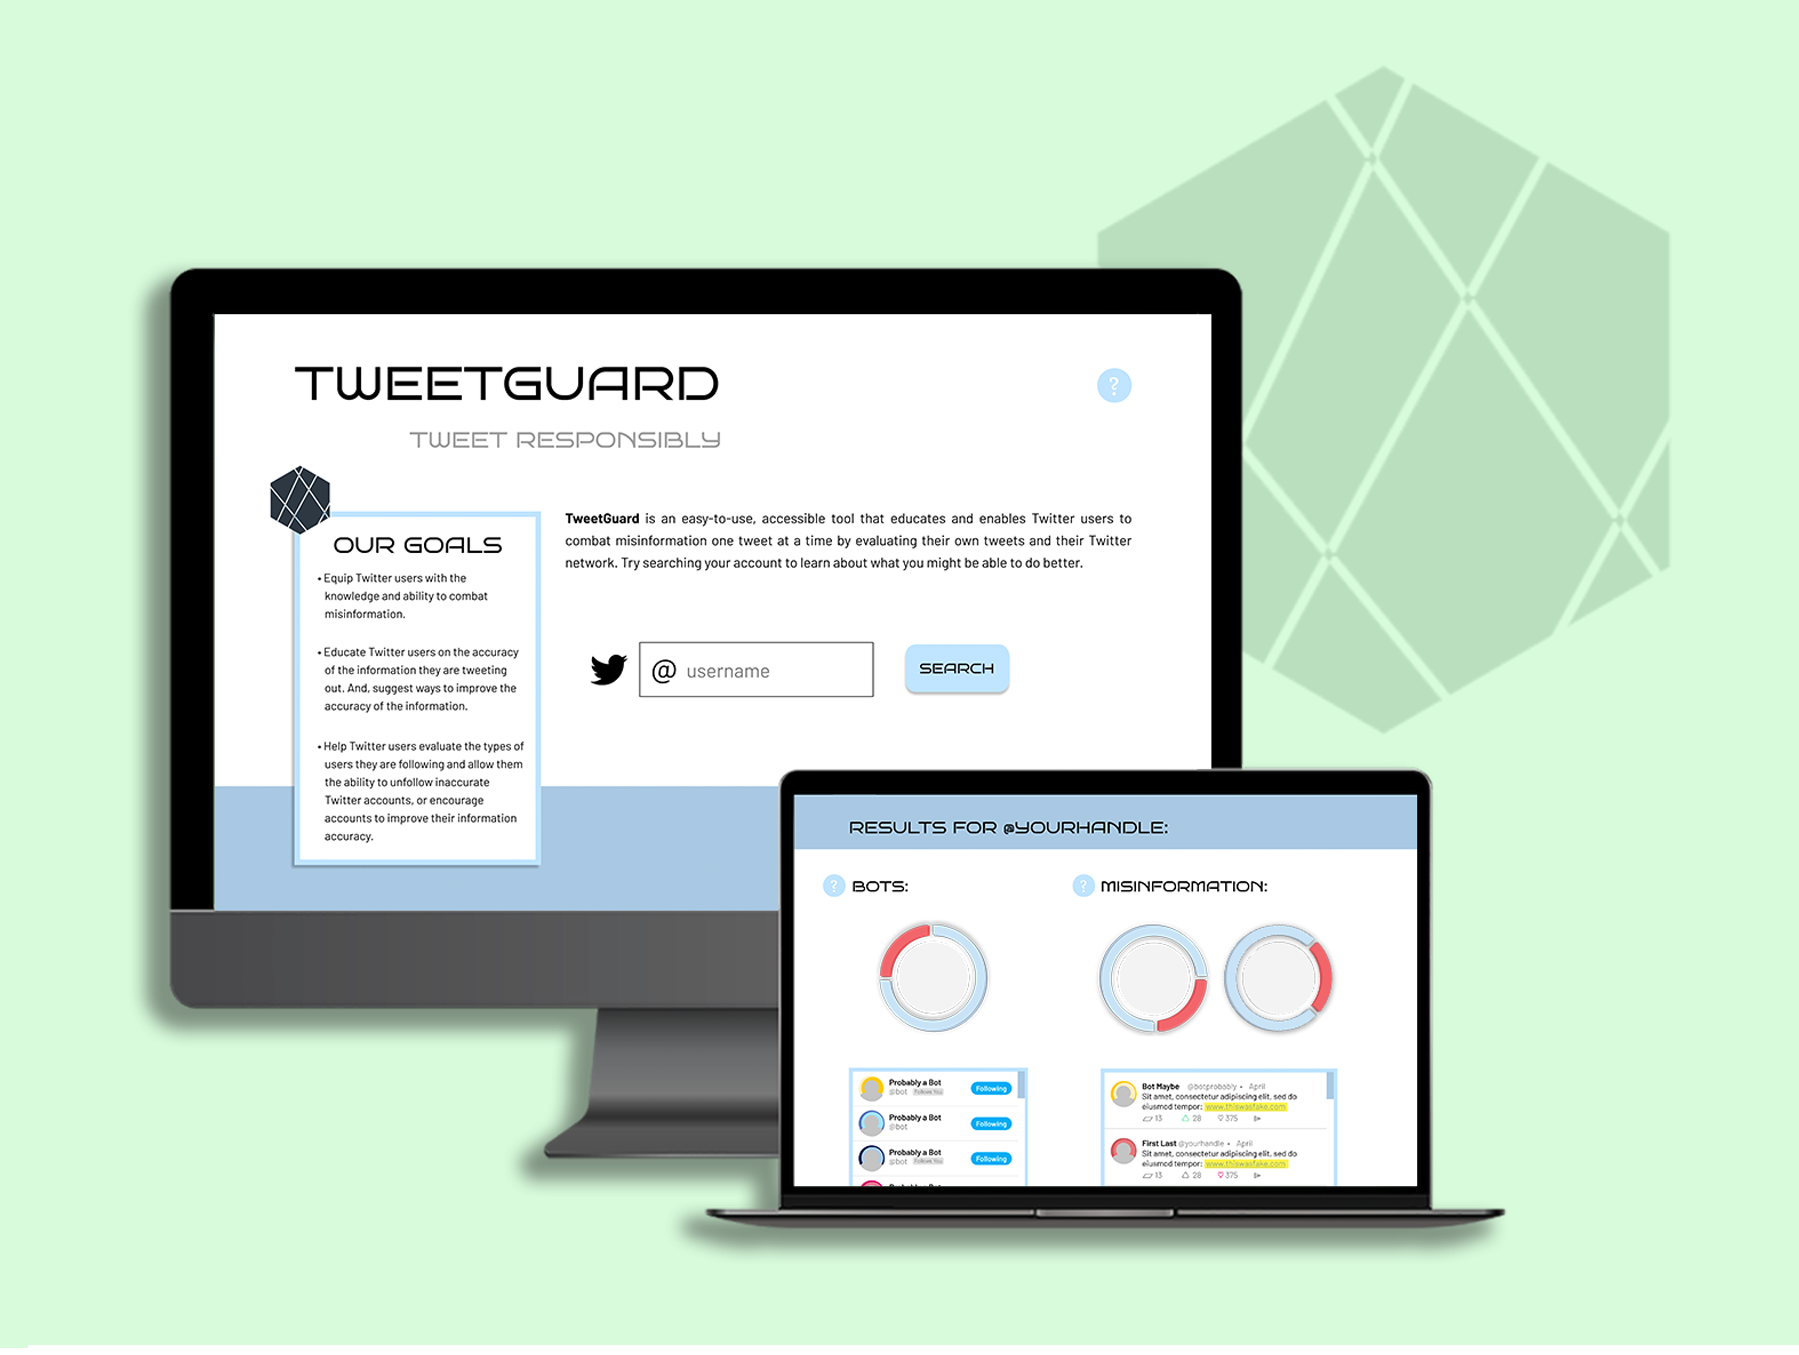 TWEETGUARD
?
TWEET RESPONSIBLY
OUR GOALS
• Equip Twitter users with the
knowledge and ability to combat
misinformation.
• Educate Twitter users on the accuracy
of the information they are tweeting
out. And, suggest ways to improve the
accuracy of the information.
• Help Twitter users evaluate the types of
users they are following and allow them
the ability to unfollow inaccurate
Twitter accounts, or encourage
accounts to improve their information
accuracy.
TweetGuard is an easy-to-use, accessible tool that educates and enables Twitter users to
combat misinformation one tweet at a time by evaluating their own tweets and their Twitter
network. Try searching your account to learn about what you might be able to do better.
@ username
SEARCH
RESULTS FOR @YOURHANDLE:
? BOTS:
Probably a Bot
@bot Follows You
Following
Probably a Bot
@bot
Following
Probably a Bot
@bot Follows You
Following
? MISINFORMATION:
Bot Maybe @botprobably • April
Sit amet, consectetur adipiscing elit, sed do
eiusmod tempor: www.thiswasfake.com
13 28 375
First Last @yourhandle • April
Sit amet, consectetur adipiscing elit, sed do
eiusmod tempor: www.thiswasfake.com
13 28 375